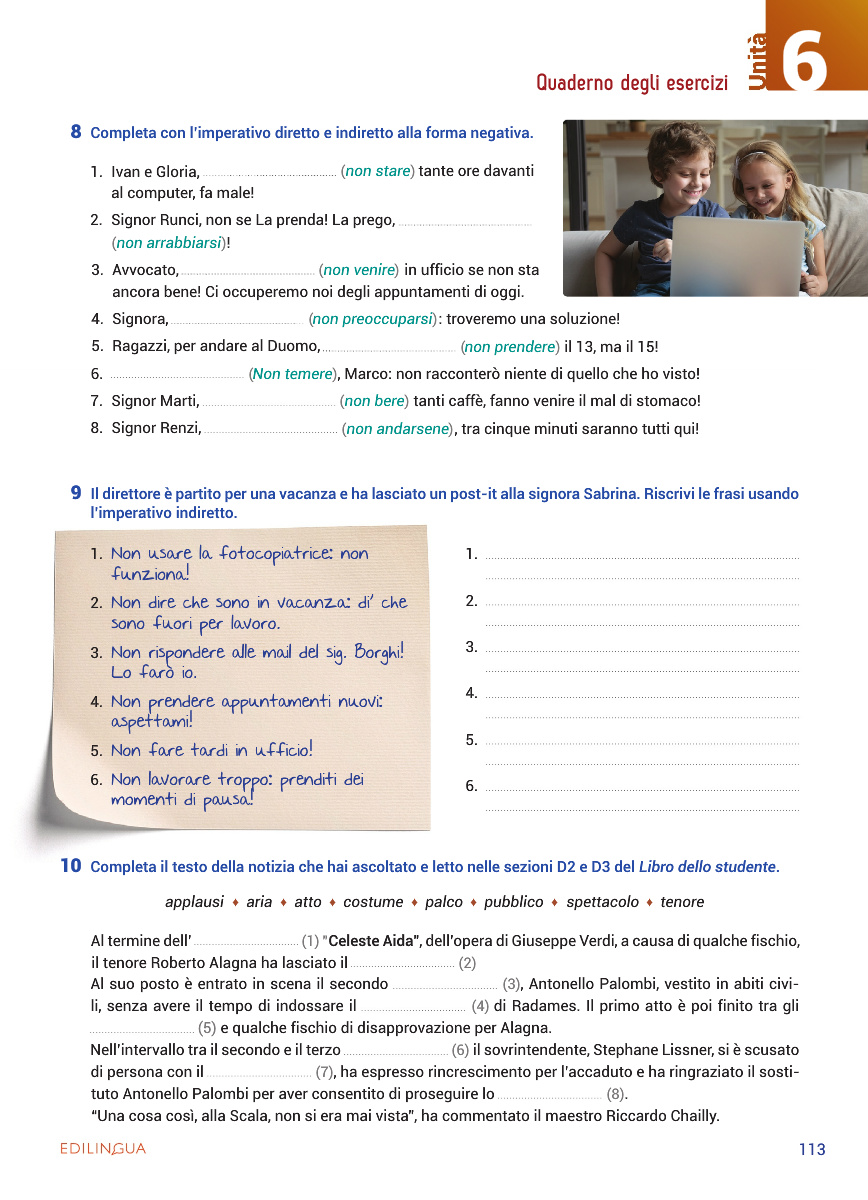 Unità 6
Quaderno degli esercizi
8 Completa con l'imperativo diretto e indiretto alla forma negativa.
1. Ivan e Gloria, ............................................ (non stare) tante ore davanti
al computer, fa male!
2. Signor Runci, non se La prenda! La prego, ............................................
(non arrabbiarsi)!
3. Avvocato, ............................................ (non venire) in ufficio se non sta
ancora bene! Ci occuperemo noi degli appuntamenti di oggi.
4. Signora, ............................................ (non preoccuparsi): troveremo una soluzione!
5. Ragazzi, per andare al Duomo, ............................................ (non prendere) il 13, ma il 15!
6. ............................................ (Non temere), Marco: non racconterò niente di quello che ho visto!
7. Signor Marti, ............................................ (non bere) tanti caffè, fanno venire il mal di stomaco!
8. Signor Renzi, ............................................ (non andarsene), tra cinque minuti saranno tutti qui!
9 Il direttore è partito per una vacanza e ha lasciato un post-it alla signora Sabrina. Riscrivi le frasi usando
l'imperativo indiretto.
1. Non usare la fotocopiatrice: non
funziona!
2. Non dire che sono in vacanza: di' che
sono fuori per lavoro.
3. Non rispondere alle mail del sig. Borghi!
Lo farò io.
4. Non prendere appuntamenti nuovi:
aspettami!
5. Non fare tardi in ufficio!
6. Non lavorare troppo: prenditi dei
momenti di pausa!
1.
2.
3.
4.
5.
6.
10 Completa il testo della notizia che hai ascoltato e letto nelle sezioni D2 e D3 del Libro dello studente.
applausi ♦ aria ♦ atto ♦ costume ♦ palco ♦ pubblico ♦ spettacolo ♦ tenore
Al termine dell' ................................... (1) "Celeste Aida", dell'opera di Giuseppe Verdi, a causa di qualche fischio,
il tenore Roberto Alagna ha lasciato il ................................... (2)
Al suo posto è entrato in scena il secondo ................................... (3), Antonello Palombi, vestito in abiti civi-
li, senza avere il tempo di indossare il ................................... (4) di Radames. Il primo atto è poi finito tra gli
................................... (5) e qualche fischio di disapprovazione per Alagna.
Nell'intervallo tra il secondo e il terzo ................................... (6) il sovrintendente, Stephane Lissner, si è scusato
di persona con il ................................... (7), ha espresso rincrescimento per l'accaduto e ha ringraziato il sosti-
tuto Antonello Palombi per aver consentito di proseguire lo ................................... (8).
"Una cosa così, alla Scala, non si era mai vista", ha commentato il maestro Riccardo Chailly.
EDILINGUA
113